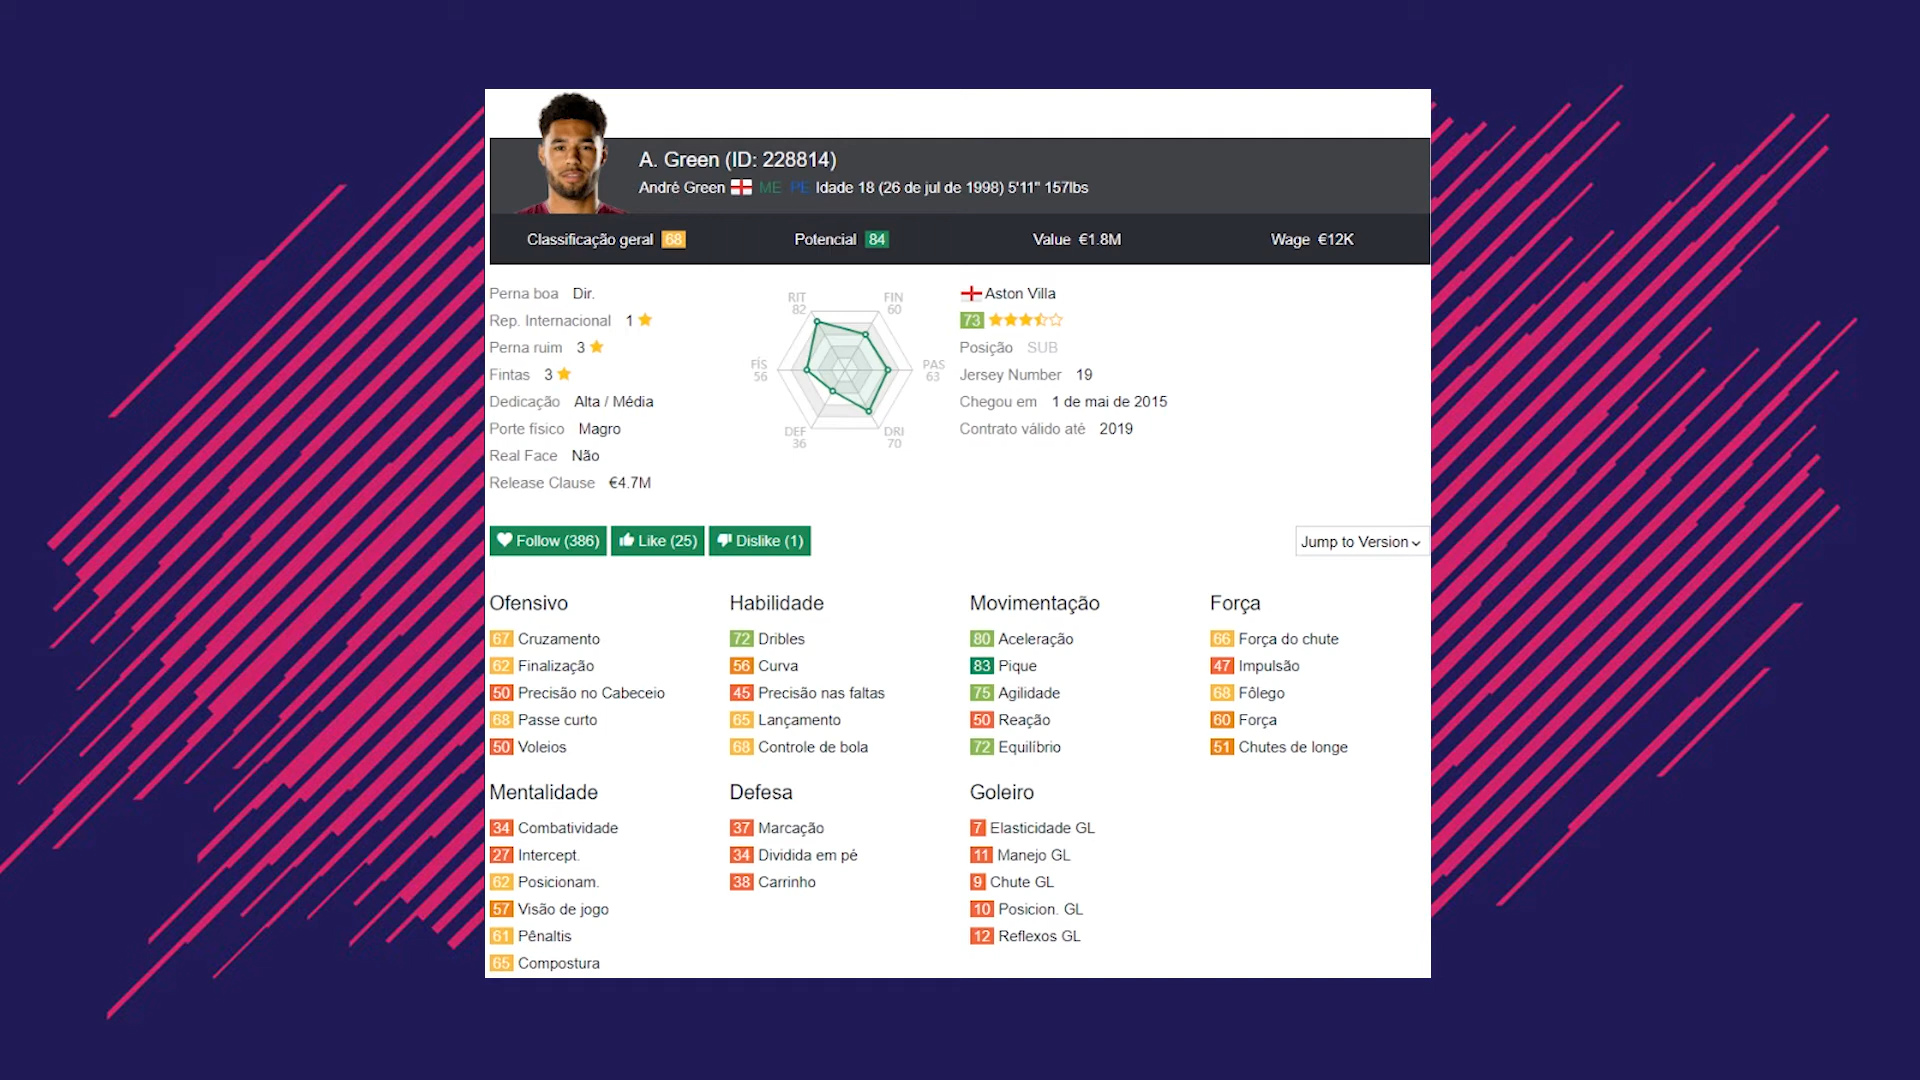 A. Green (ID: 228814)
André Green ME PE Idade 18 (26 de jul de 1998) 5'11" 157lbs
Classificação geral 68 Potencial 84 Value €1.8M Wage €12K
Perna boa Dir.
Rep. Internacional 1
Perna ruim 3
Fintas 3
Dedicação Alta / Média
Porte físico Magro
Real Face Não
Release Clause €4.7M
RIT 82
FIN 60
FÍS 56
PAS 63
DEF 36
DRI 70
Aston Villa
73
Posição SUB
Jersey Number 19
Chegou em 1 de mai de 2015
Contrato válido até 2019
Follow (386) Like (25) Dislike (1) Jump to Version
Ofensivo
67 Cruzamento
62 Finalização
50 Precisão no Cabeceio
68 Passe curto
50 Voleios
Habilidade
72 Dribles
56 Curva
45 Precisão nas faltas
65 Lançamento
68 Controle de bola
Movimentação
80 Aceleração
83 Pique
75 Agilidade
50 Reação
72 Equilíbrio
Força
66 Força do chute
47 Impulsão
68 Fôlego
60 Força
51 Chutes de longe
Mentalidade
34 Combatividade
27 Intercept.
62 Posicionam.
57 Visão de jogo
61 Pênaltis
65 Compostura
Defesa
37 Marcação
34 Dividida em pé
38 Carrinho
Goleiro
7 Elasticidade GL
11 Manejo GL
9 Chute GL
10 Posicion. GL
12 Reflexos GL